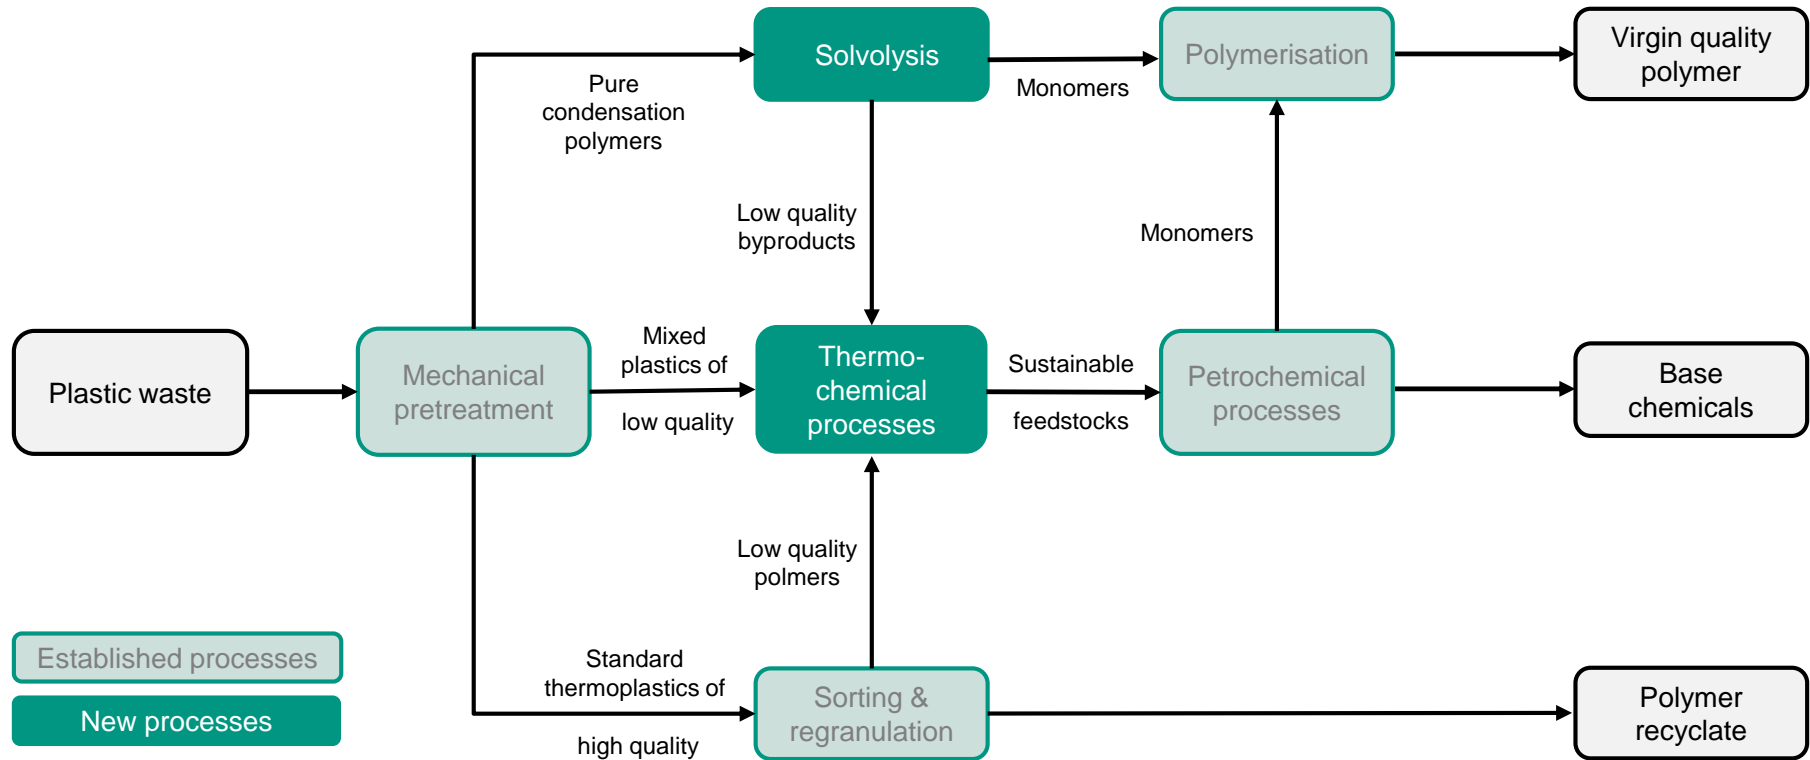 Solvolysis
Polymerisation
Virgin quality
polymer
Pure
condensation
polymers
Monomers
Low quality
byproducts
Monomers
Plastic waste
Mechanical
pretreatment
Mixed
plastics of
low quality
Thermo-
chemical
processes
Sustainable
feedstocks
Petrochemical
processes
Base
chemicals
Low quality
polmers
Standard
thermoplastics of
high quality
Sorting &
regranulation
Polymer
recyclate
Established processes
New processes